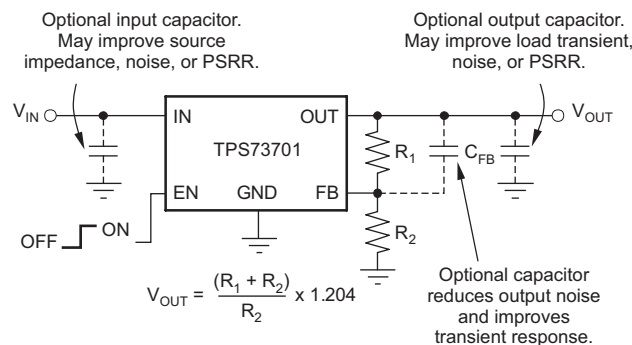 Optional input capacitor.
May improve source
impedance, noise, or PSRR.
Optional output capacitor.
May improve load transient,
noise, or PSRR.
VIN
IN
OUT
VOUT
TPS73701
R1
CFB
EN
GND
FB
OFF
ON
R2
VOUT = (R1 + R2) / R2 x 1.204
Optional capacitor
reduces output noise
and improves
transient response.